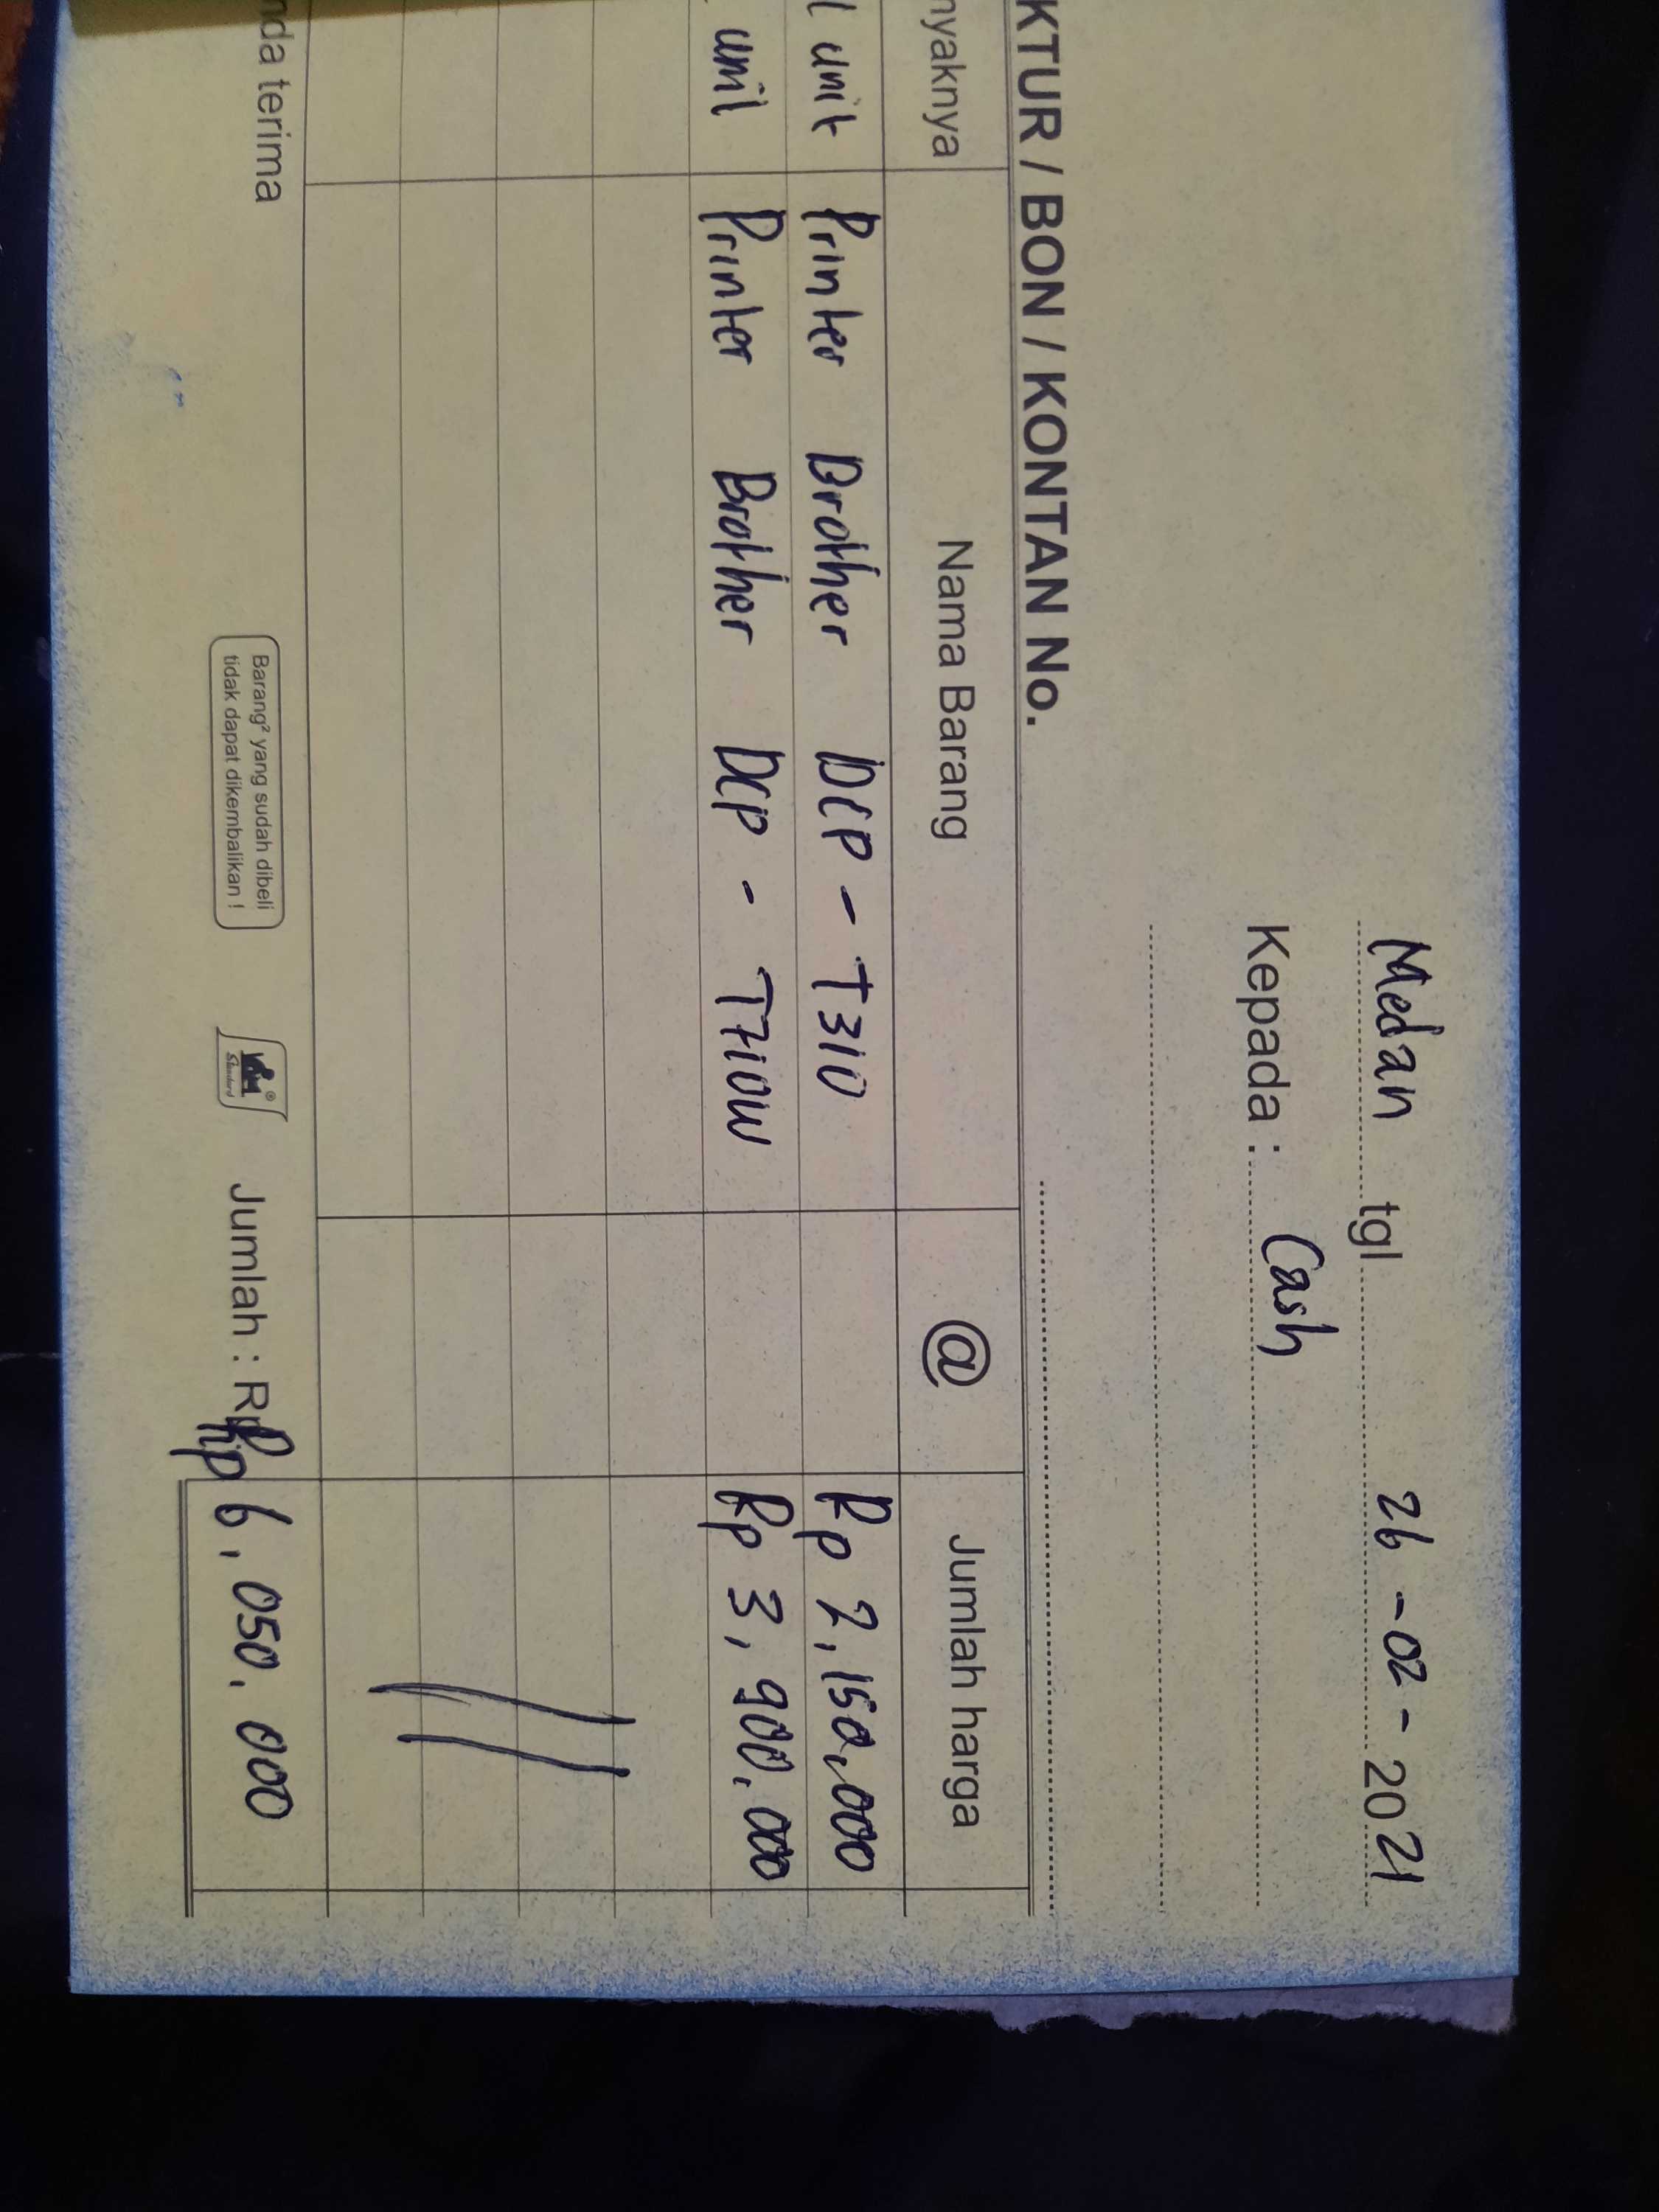 Medan tgl 26-02-2021
Kepada : Cash
KTUR / BON / KONTAN No.
nyaknya Nama Barang @ Jumlah harga
1 unit Printer Brother DCP - T310 Rp 2,150,000
unit Printer Brother DCP - T710W Rp 3,900.000
nda terima
Barang² yang sudah dibeli
tidak dapat dikembalikan !
Standard
Jumlah : Rp Rp 6,050.000